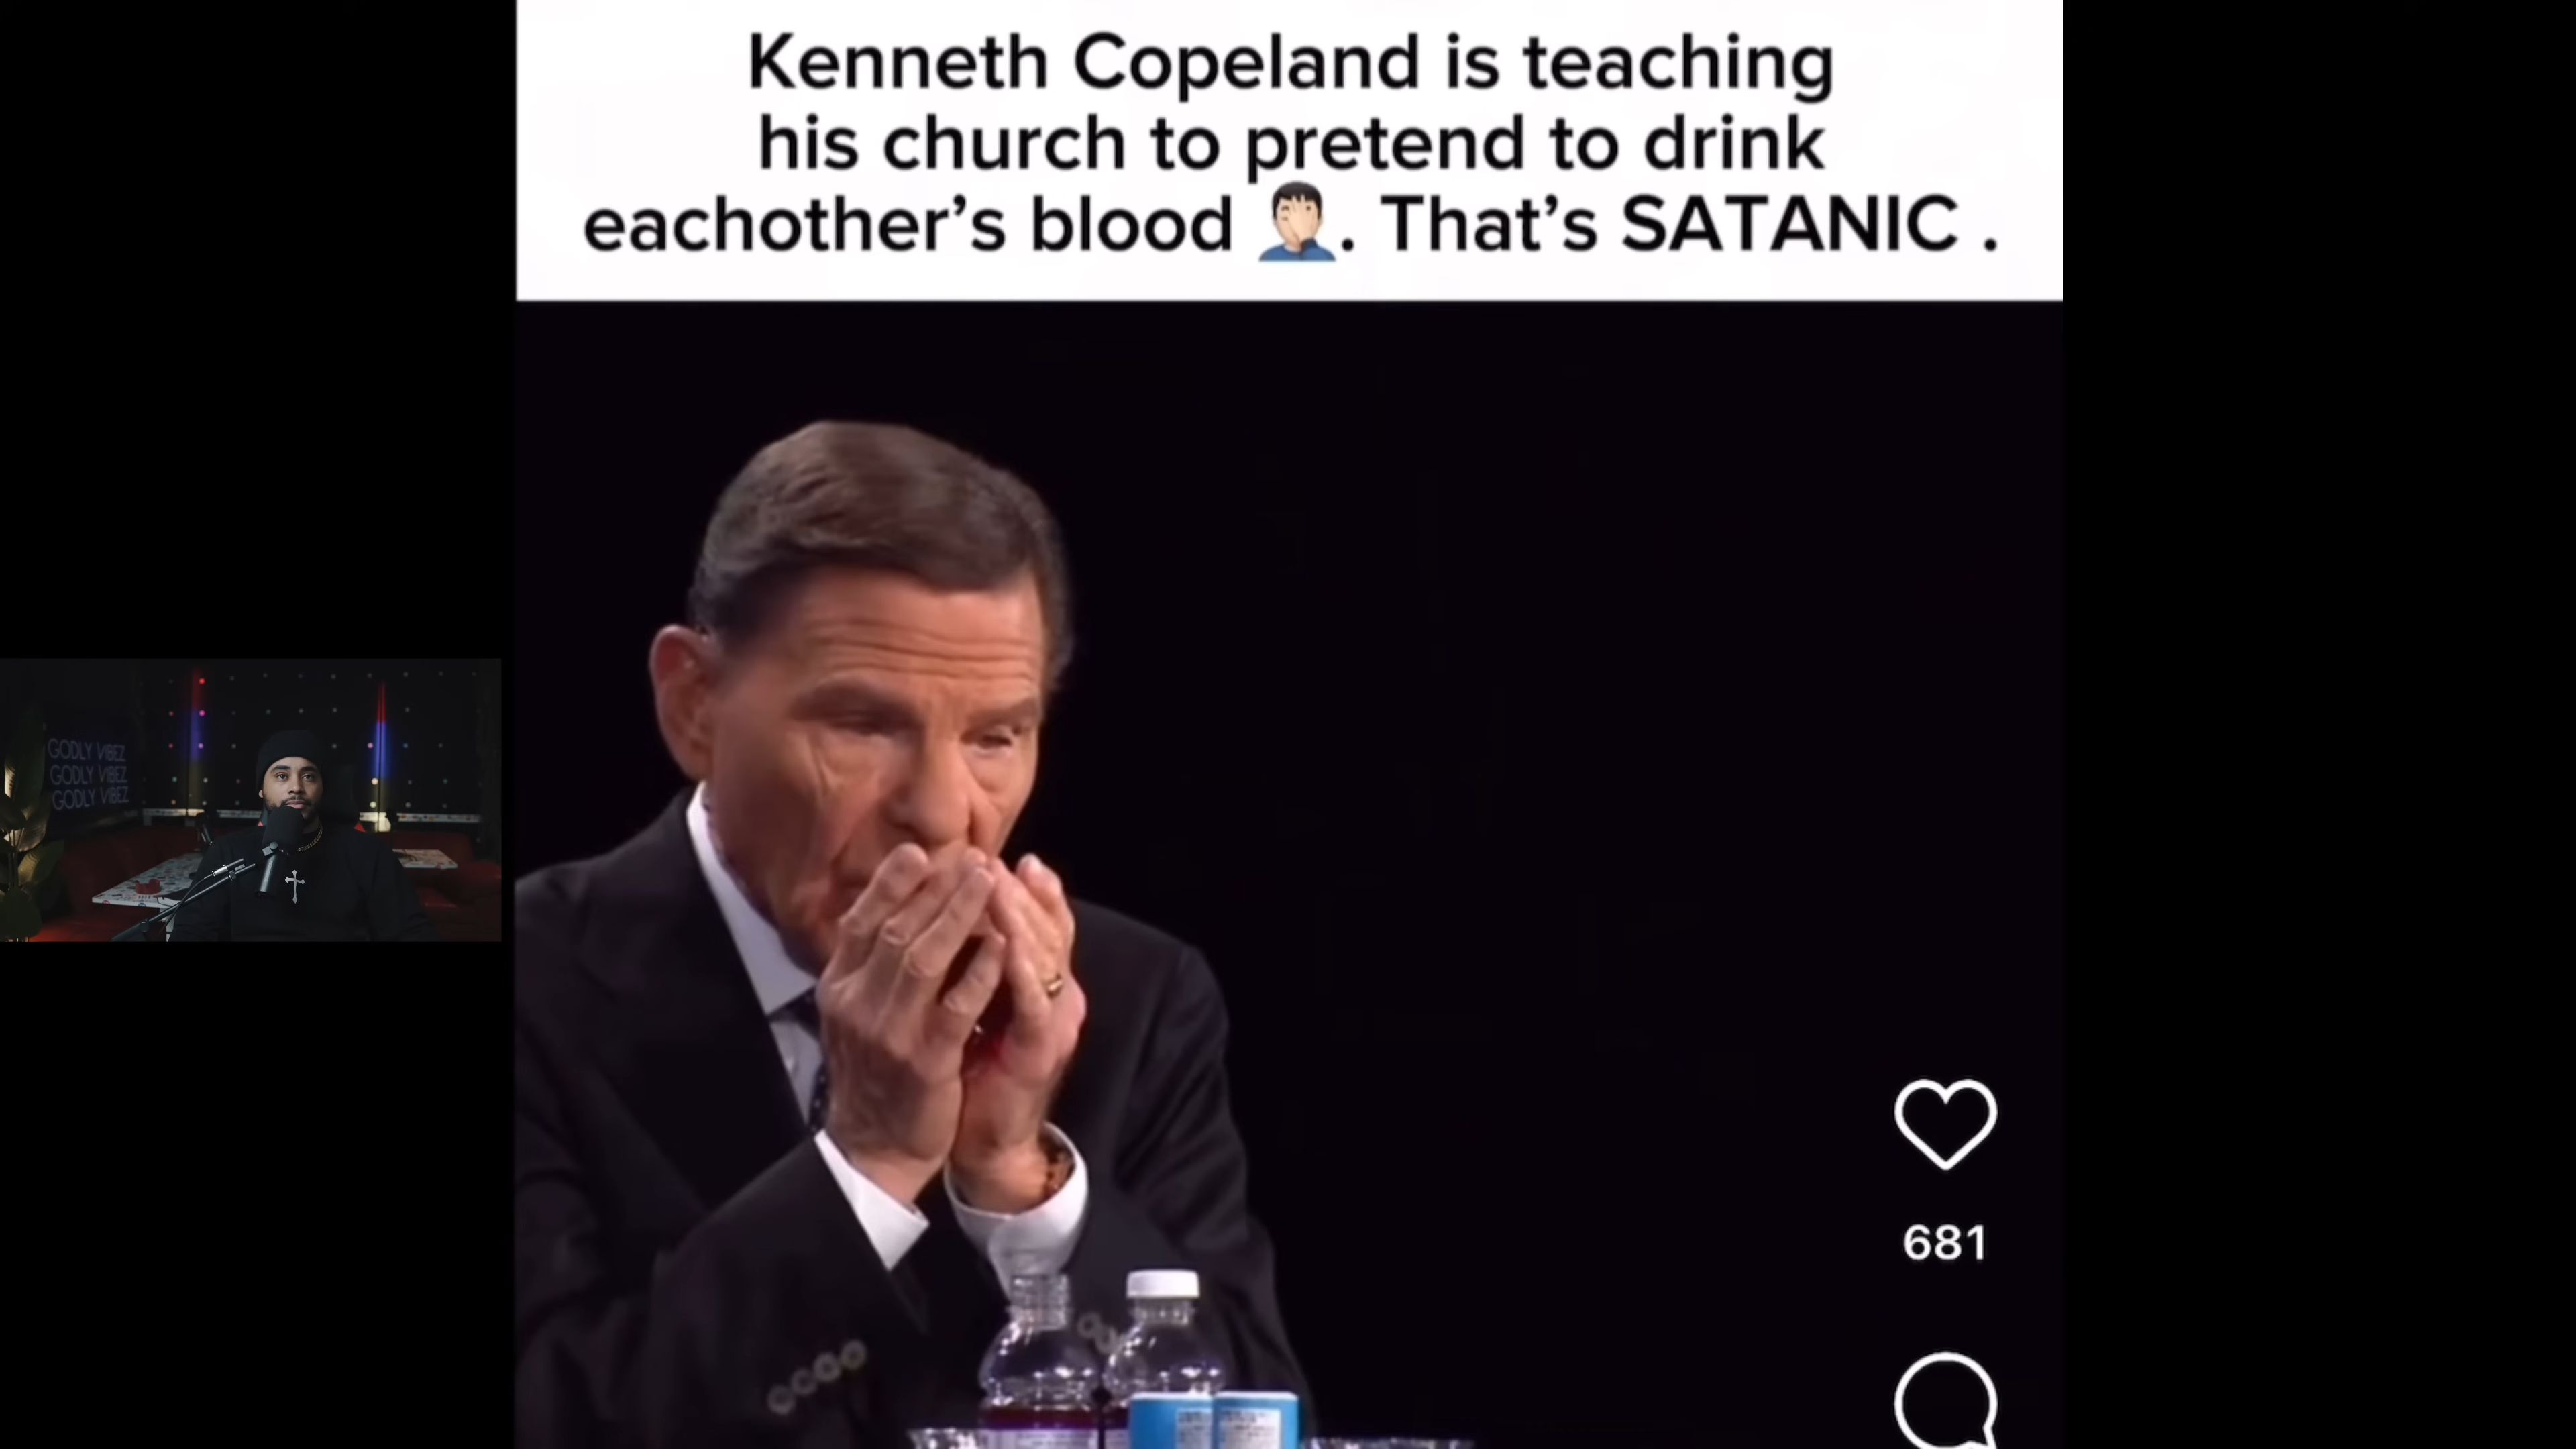 Kenneth Copeland is teaching
his church to pretend to drink
eachother’s blood 🤦🏻‍♂️. That’s SATANIC .
GODLY VIBEZ
GODLY VIBEZ
GODLY VIBEZ
681